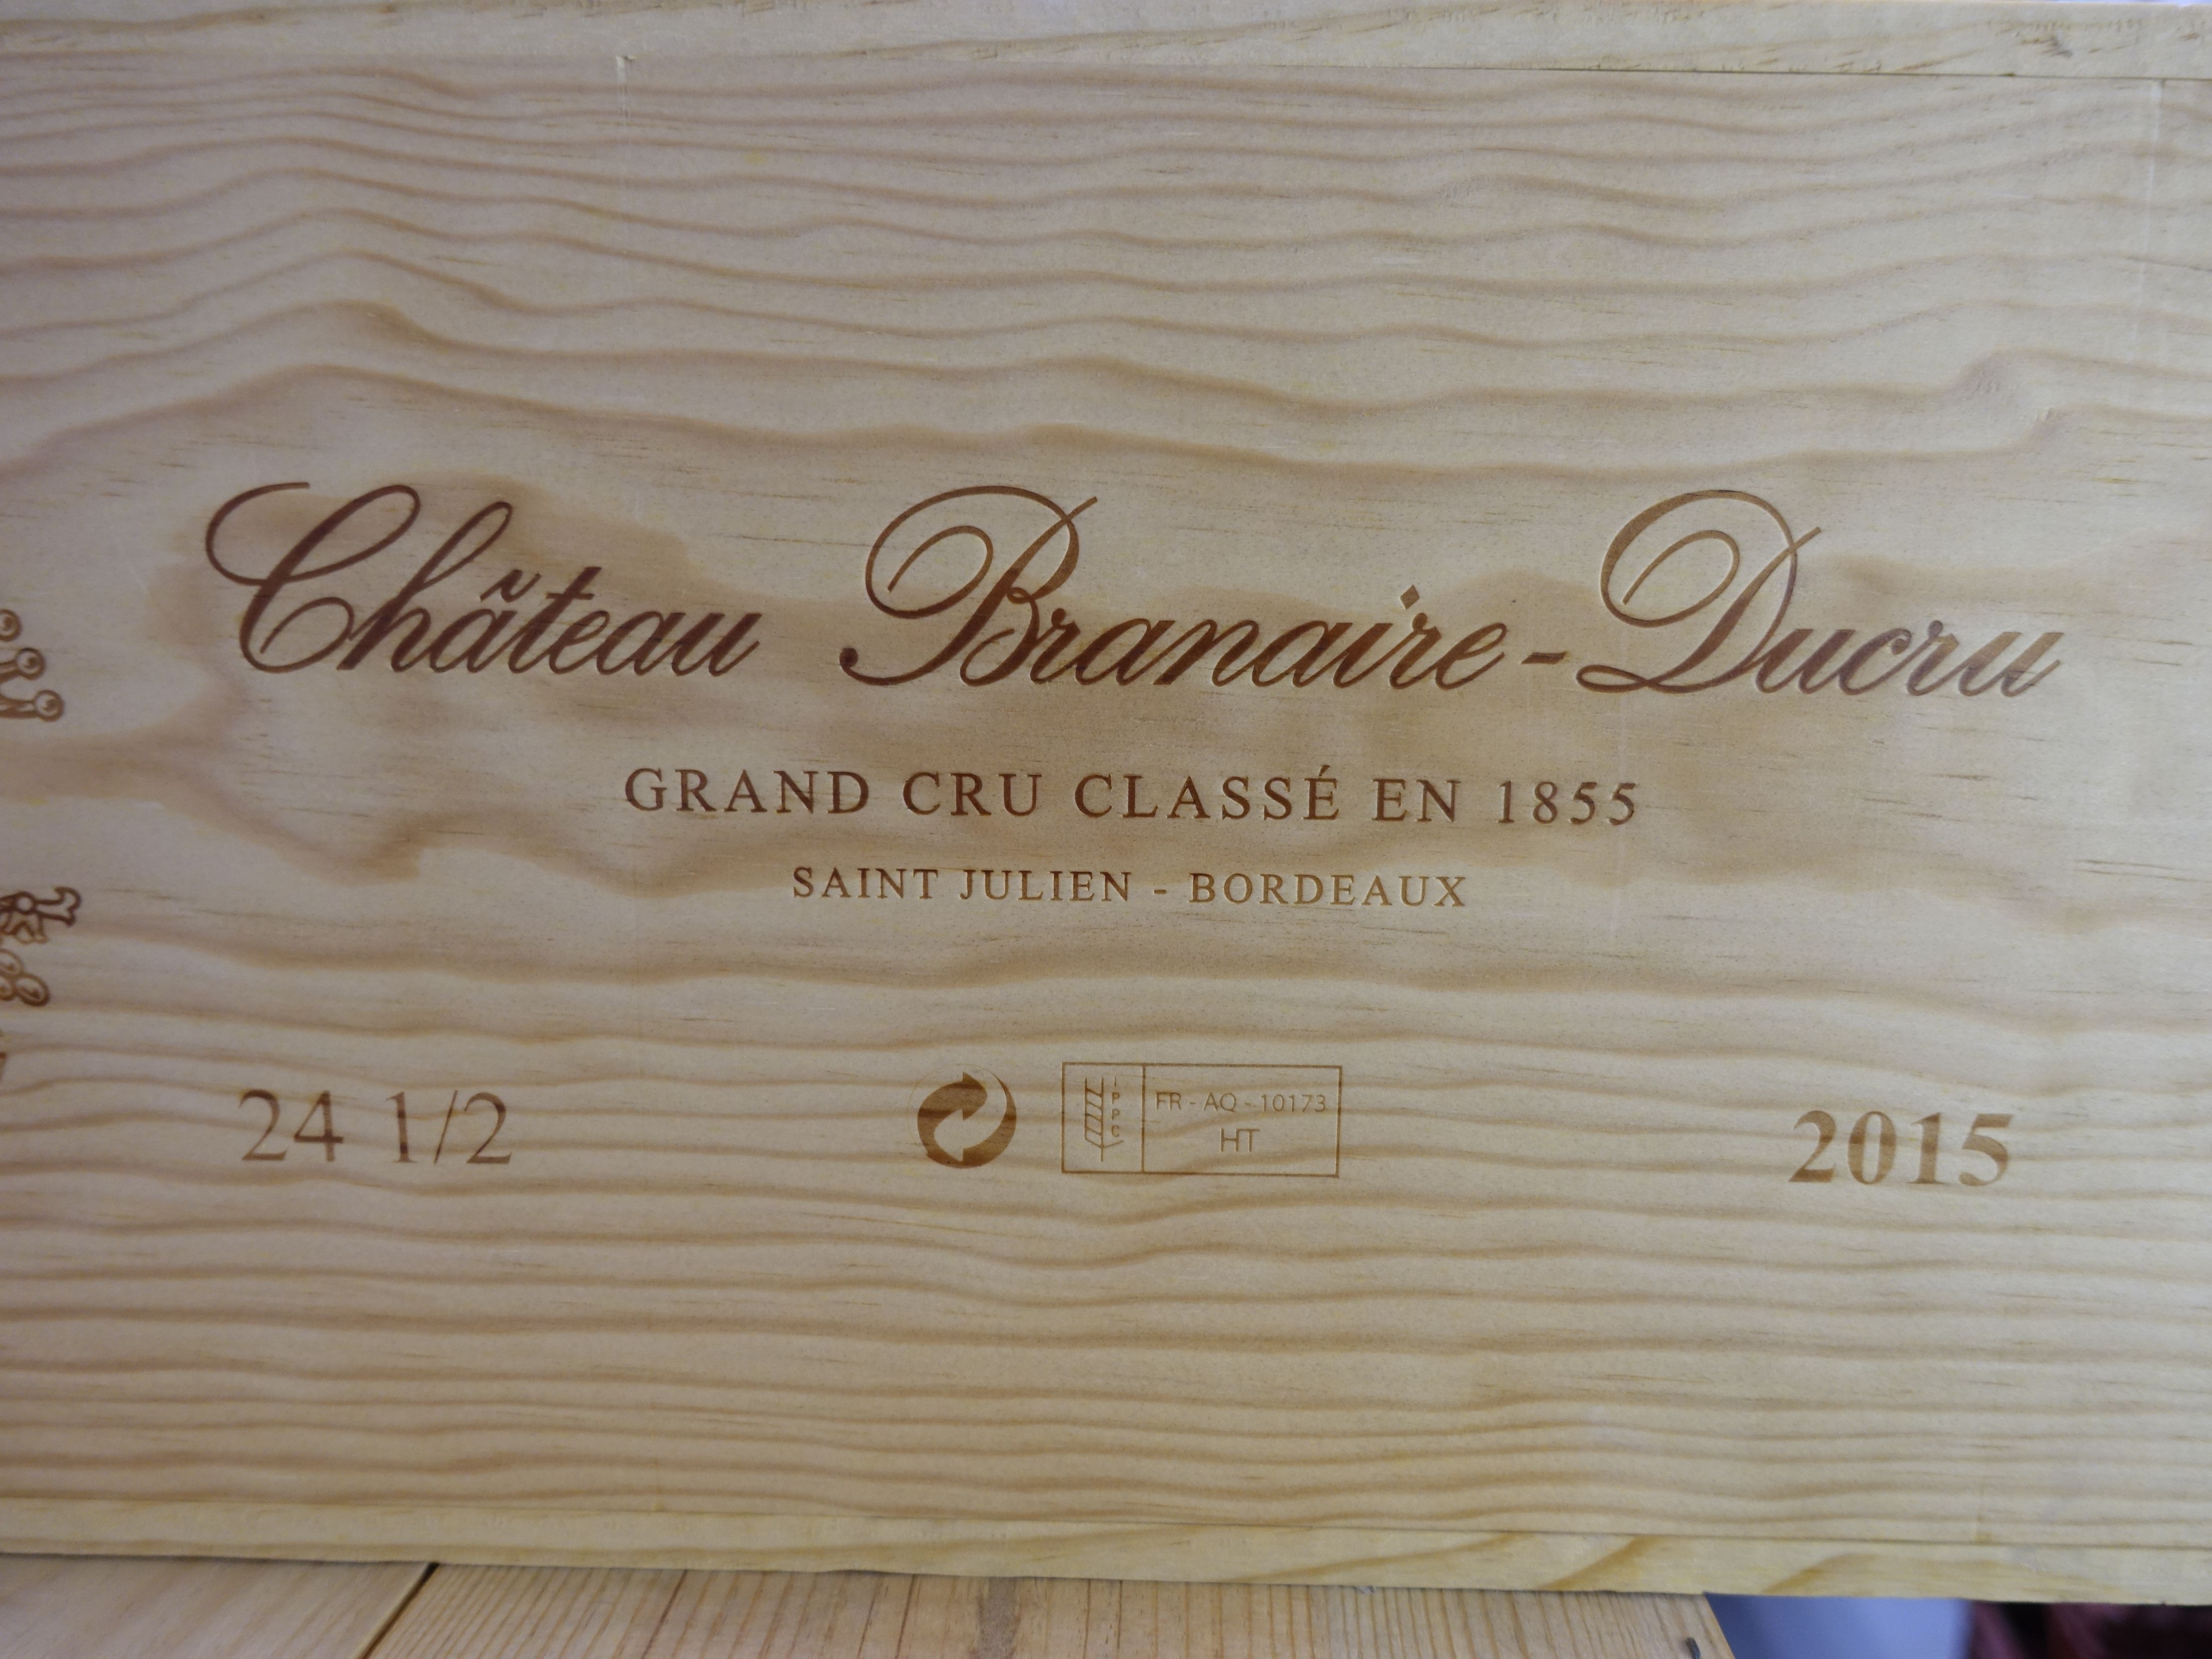 Château Branaire-Ducru
GRAND CRU CLASSÉ EN 1855
SAINT JULIEN - BORDEAUX
24 1/2
IPPC
FR - AQ - 10173
HT
2015